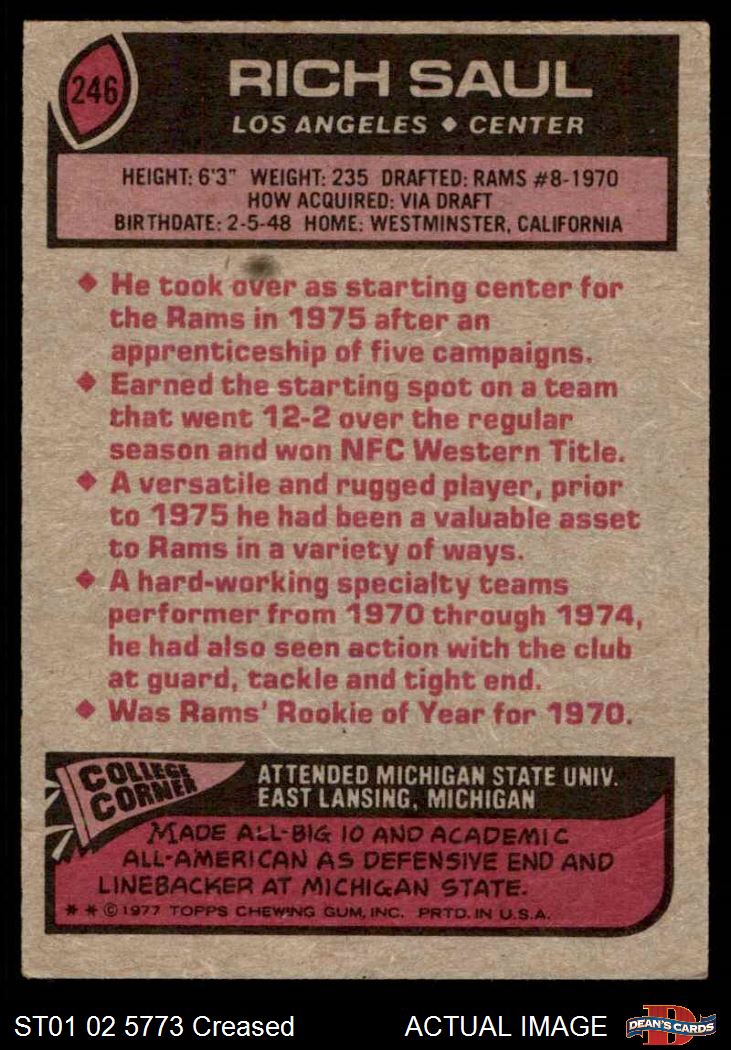 246
RICH SAUL
LOS ANGELES ♦ CENTER
HEIGHT: 6'3" WEIGHT: 235 DRAFTED: RAMS #8-1970
HOW ACQUIRED: VIA DRAFT
BIRTHDATE: 2-5-48 HOME: WESTMINSTER, CALIFORNIA
♦ He took over as starting center for
the Rams in 1975 after an
apprenticeship of five campaigns.
♦ Earned the starting spot on a team
that went 12-2 over the regular
season and won NFC Western Title.
♦ A versatile and rugged player, prior
to 1975 he had been a valuable asset
to Rams in a variety of ways.
♦ A hard-working specialty teams
performer from 1970 through 1974,
he had also seen action with the club
at guard, tackle and tight end.
♦ Was Rams' Rookie of Year for 1970.
COLLEGE
CORNER
ATTENDED MICHIGAN STATE UNIV.
EAST LANSING, MICHIGAN
MADE ALL-BIG 10 AND ACADEMIC
ALL-AMERICAN AS DEFENSIVE END AND
LINEBACKER AT MICHIGAN STATE.
* * © 1977 TOPPS CHEWING GUM, INC. PRTD. IN U.S.A.
ST01 02 5773 Creased
ACTUAL IMAGE
D
DEAN'S CARDS